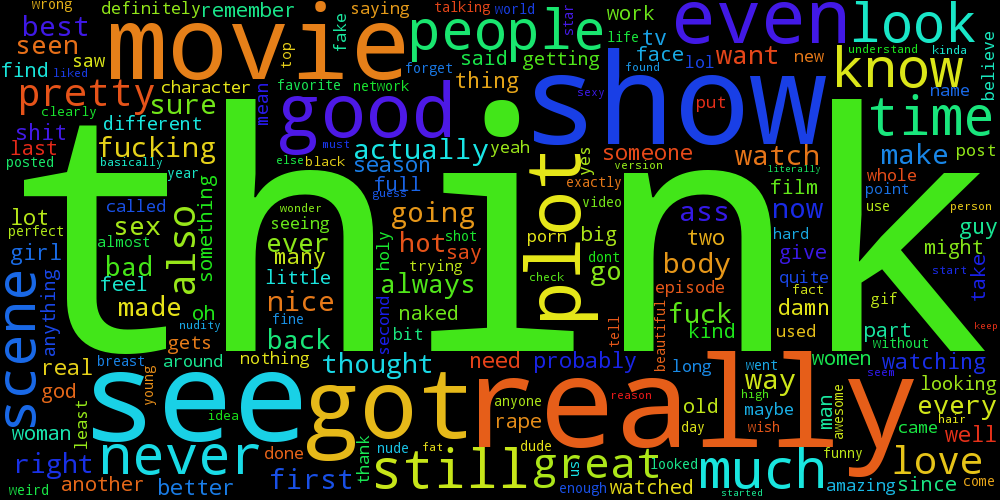 wrong
definitely
remember
saying
talking
world
best
movie
fake
people
star
work
even
look
seen
saw
top
said
getting
life
tv
face
want
new
understand
kinda
find
liked
forget
thing
found
lol
know
believe
pretty
character
favorite
network
show
sexy
put
name
clearly
sure
mean
good
time
shit
different
last
fucking
actually
yeah
someone
watch
make
post
posted
basically
else
black
must
season
plot
yes
version
literally
whole
year
full
guess
exactly
film
point
think
lot
called
also
something
wonder
seeing
going
video
ass
now
use
person
perfect
sex
ever
holy
hot
shot
say
porn
big
two
hard
guy
almost
many
trying
dont
give
might
girl
bad
feel
little
always
check
go
body
quite
take
start
scene
anything
made
oh
nice
fine
second
naked
episode
fact
gif
damn
nudity
back
bit
tell
fuck
kind
used
part
without
keep
gets
beautiful
real
breast
around
nothing
thought
need
probably
long
went
women
watching
god
young
see
got
really
way
seem
looking
least
idea
anyone
reason
high
maybe
man
awesome
every
hair
woman
rape
old
day
wish
came
well
never
done
thank
nude
fat
dude
us
funny
right
first
still
great
looked
much
love
weird
another
better
enough
watched
started
amazing
since
come